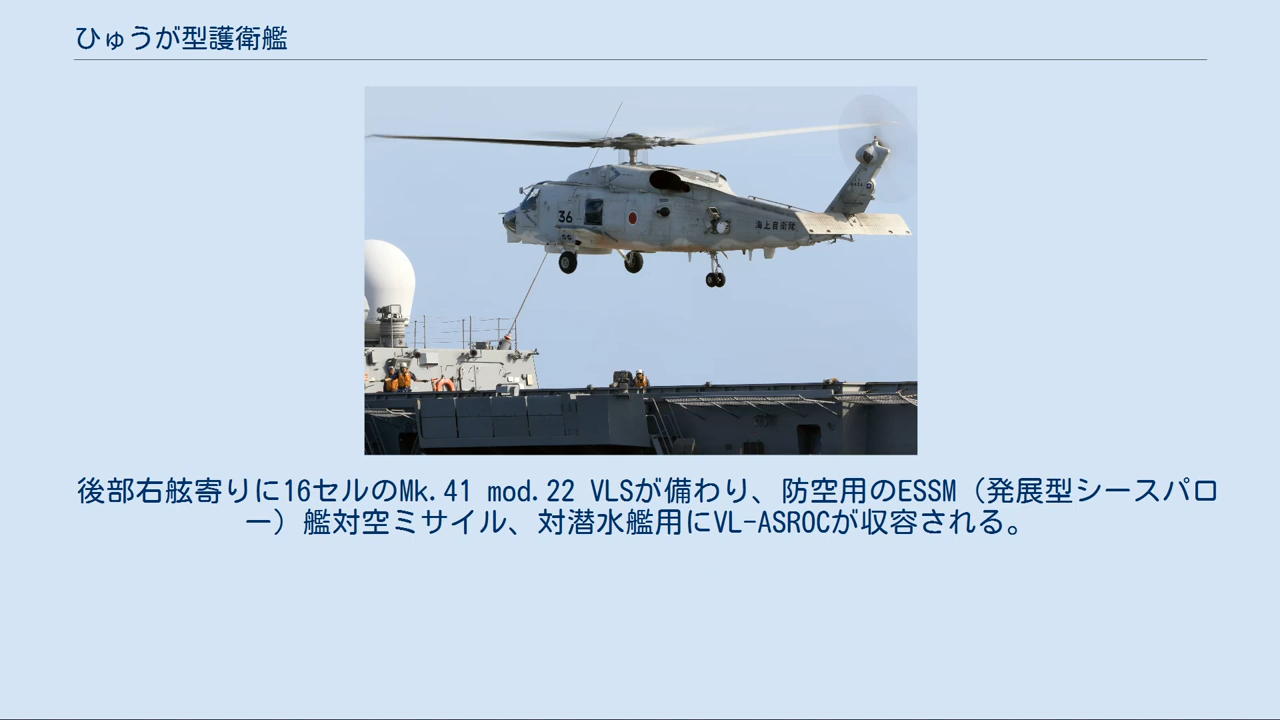 ひゅうが型護衛艦
36
海上自衛隊
後部右舷寄りに16セルのMk.41 mod.22 VLSが備わり、防空用のESSM（発展型シースパロ
ー）艦対空ミサイル、対潜水艦用にVL-ASROCが収容される。